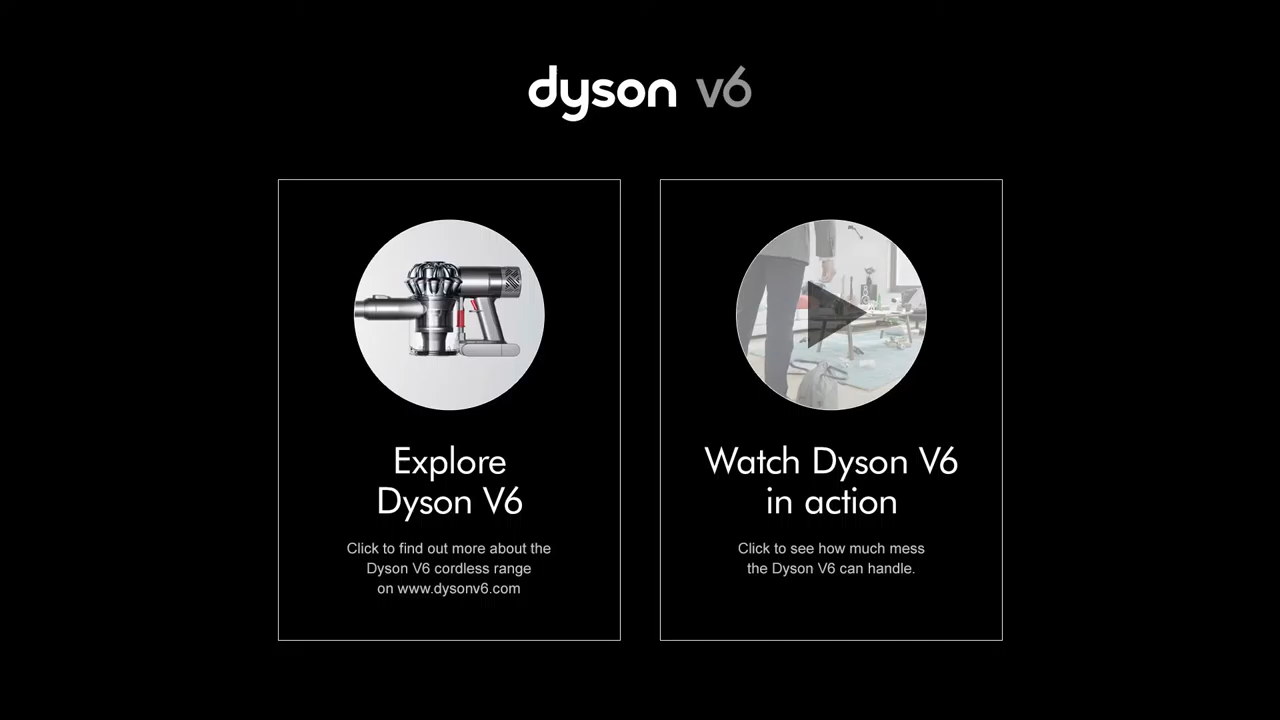 dyson v6
Explore
Dyson V6
Click to find out more about the
Dyson V6 cordless range
on www.dysonv6.com
Watch Dyson V6
in action
Click to see how much mess
the Dyson V6 can handle.